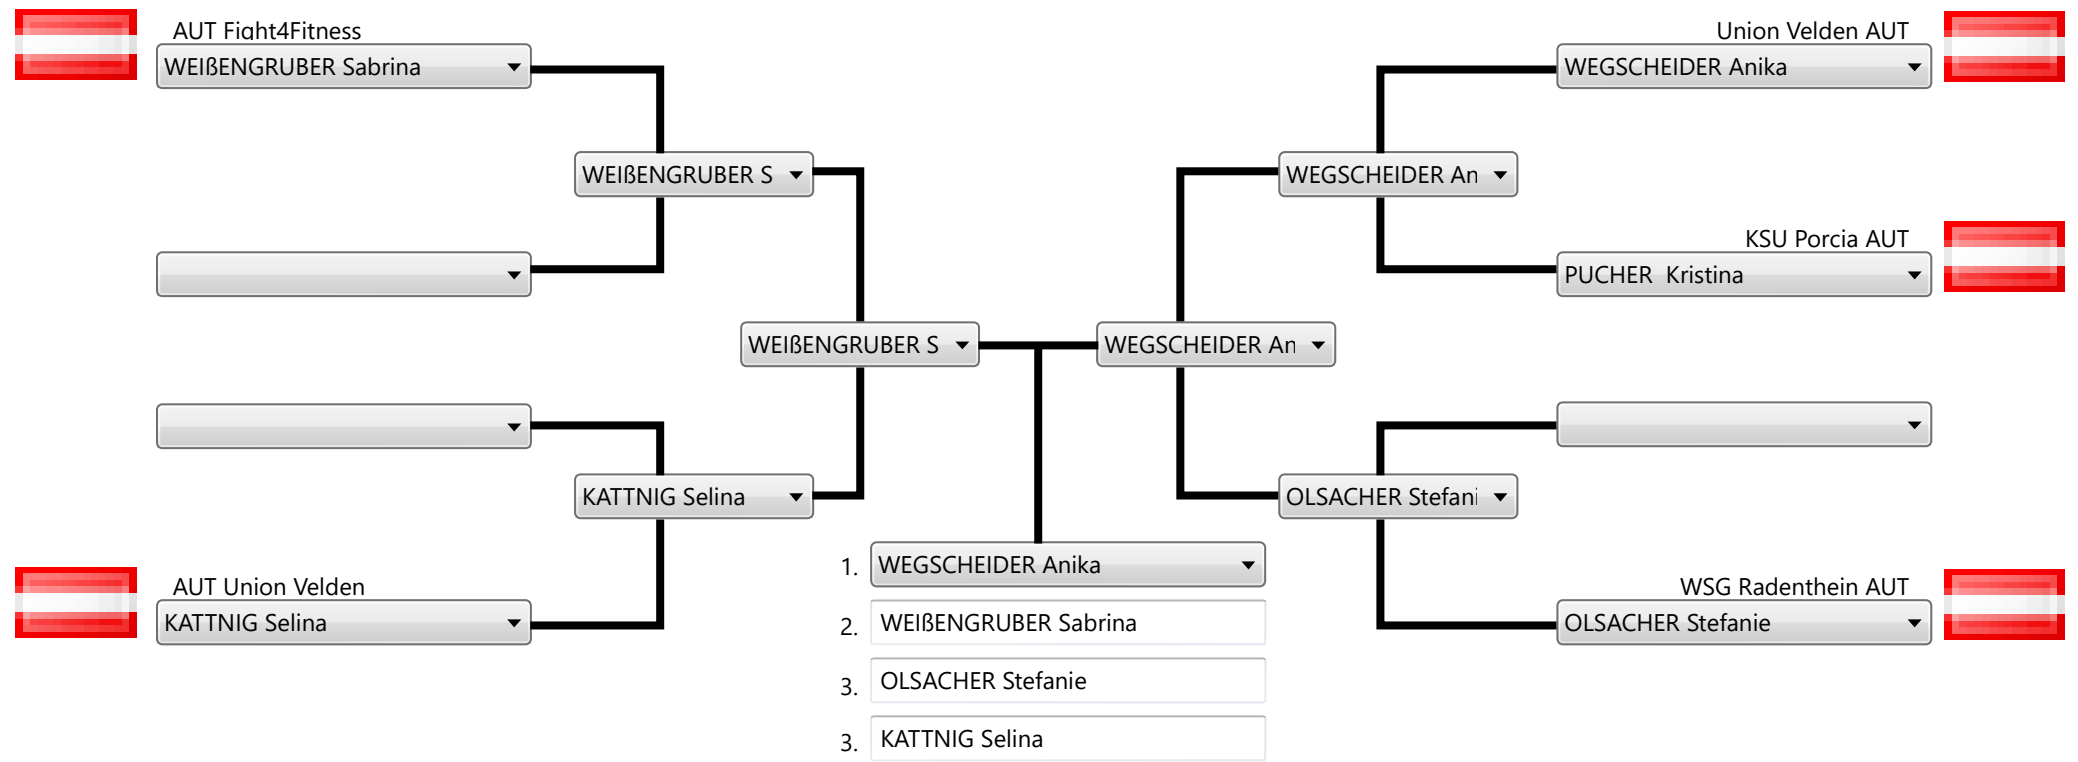 AUT Fight4Fitness
WEIßENGRUBER Sabrina
Union Velden AUT
WEGSCHEIDER Anika
WEIßENGRUBER S
WEGSCHEIDER An
KSU Porcia AUT
PUCHER  Kristina
WEIßENGRUBER S
WEGSCHEIDER An
KATTNIG Selina
OLSACHER Stefani
AUT Union Velden
KATTNIG Selina
WSG Radenthein AUT
OLSACHER Stefanie
1. WEGSCHEIDER Anika
2. WEIßENGRUBER Sabrina
3. OLSACHER Stefanie
3. KATTNIG Selina